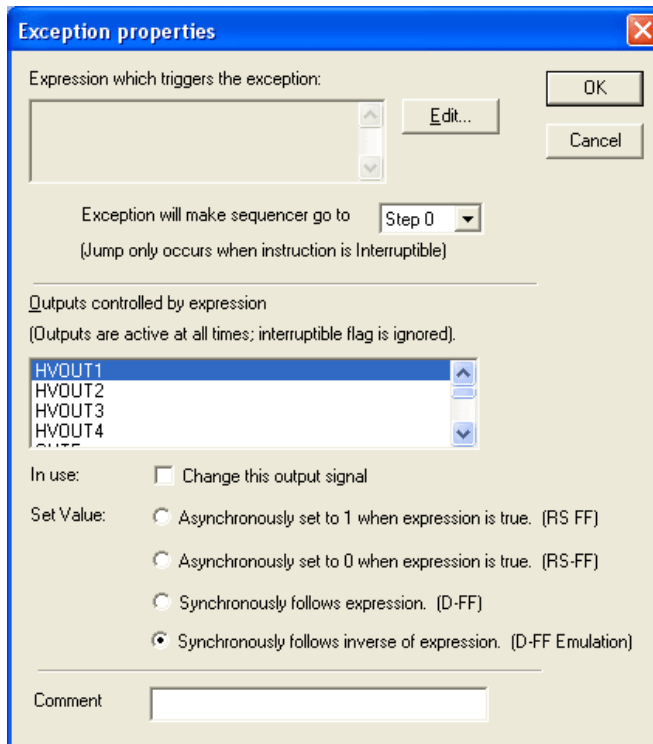 Exception properties
Expression which triggers the exception:
OK
Edit...
Cancel
Exception will make sequencer go to
Step 0
(Jump only occurs when instruction is Interruptible)
Outputs controlled by expression
(Outputs are active at all times; interruptible flag is ignored).
HVOUT1
HVOUT2
HVOUT3
HVOUT4
In use:
Change this output signal
Set Value:
Asynchronously set to 1 when expression is true. (RS FF)
Asynchronously set to 0 when expression is true. (RS-FF)
Synchronously follows expression. (D-FF)
Synchronously follows inverse of expression. (D-FF Emulation)
Comment